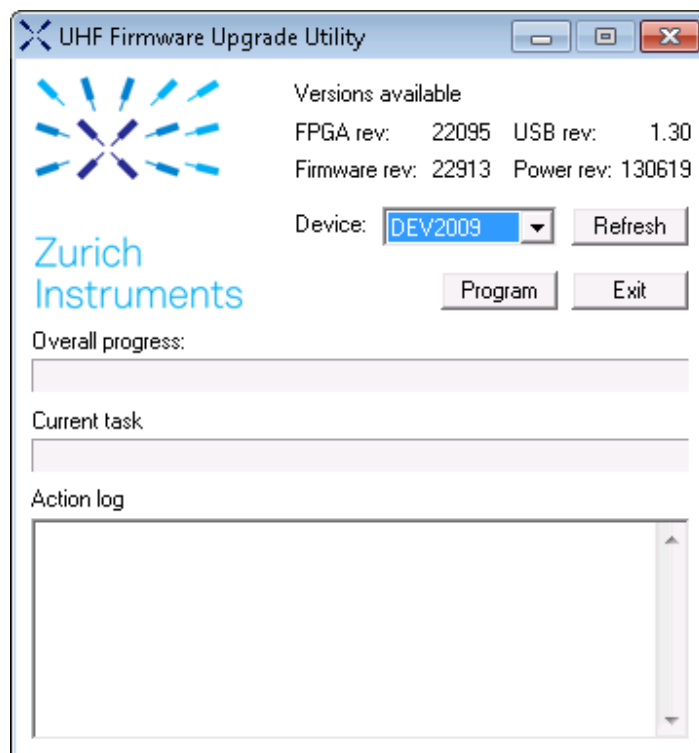 UHF Firmware Upgrade Utility
Versions available
FPGA rev: 22095 USB rev: 1.30
Firmware rev: 22913 Power rev: 130619
Device: DEV2009 Refresh
Zurich
Instruments
Program Exit
Overall progress:
Current task
Action log